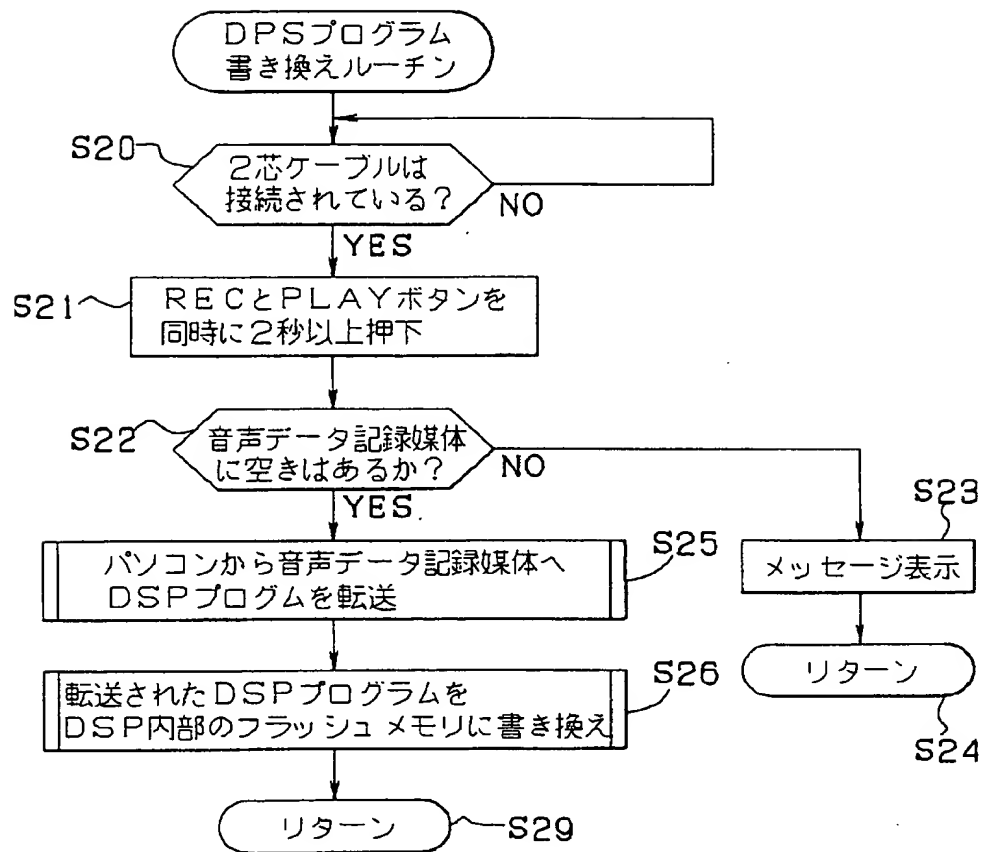 DPSプログラム
書き換えルーチン
S20
2芯ケーブルは
接続されている?
NO
YES
S21
RECとPLAYボタンを
同時に2秒以上押下
S22
音声データ記録媒体
に空きはあるか?
NO
YES
S23
メッセージ表示
リターン
S24
S25
パソコンから音声データ記録媒体へ
DSPプログムを転送
S26
転送されたDSPプログラムを
DSP内部のフラッシュメモリに書き換え
リターン
S29